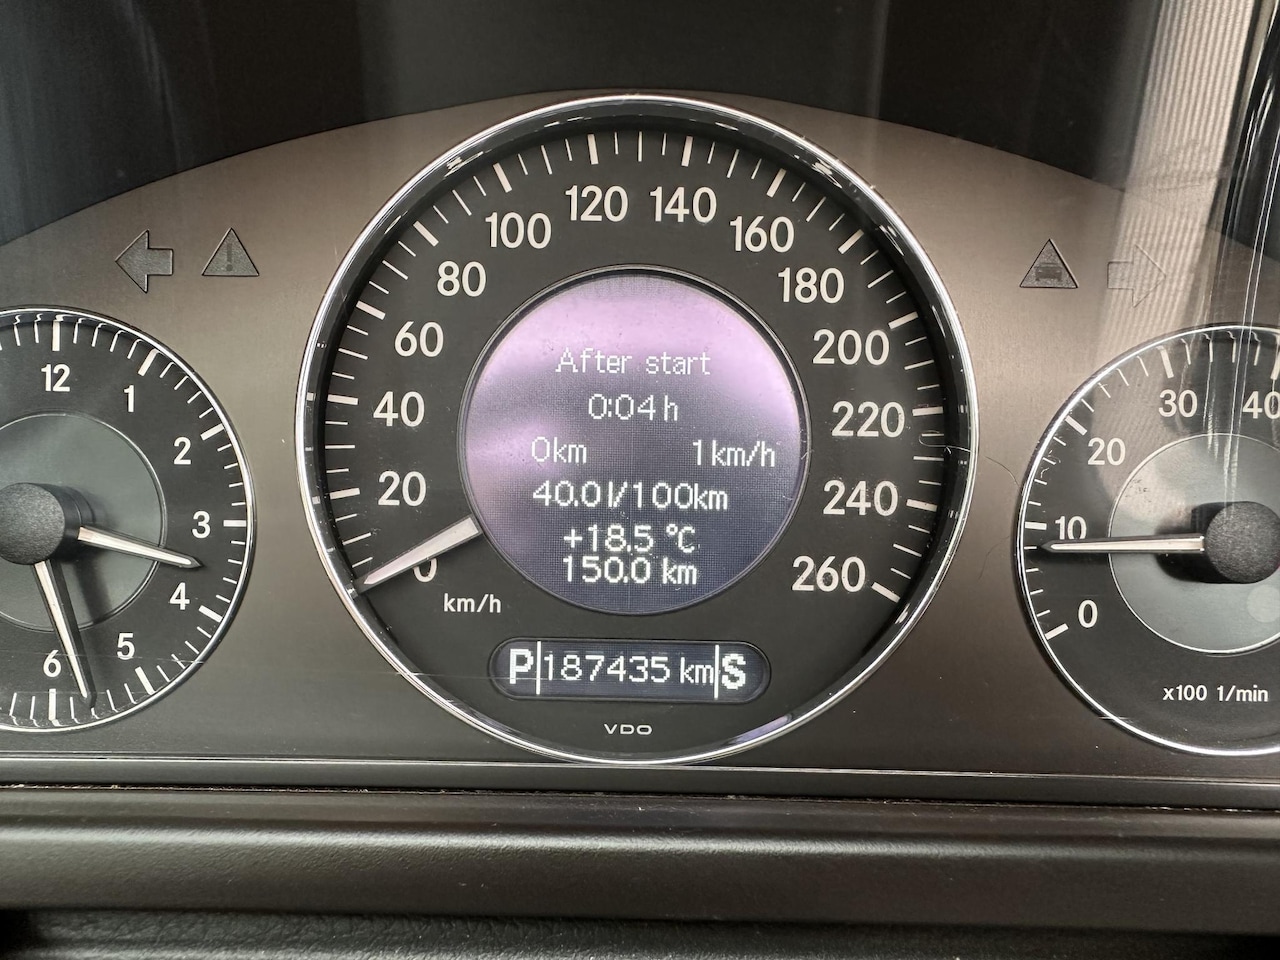 12
1
2
3
4
5
6
0
20
40
60
80
100
120
140
160
180
200
220
240
260
km/h
After start
0:04h
0km 1km/h
40.0l/100km
+18.5 °C
150.0 km
P 187435 km S
VDO
0
10
20
30
40
x100 1/min